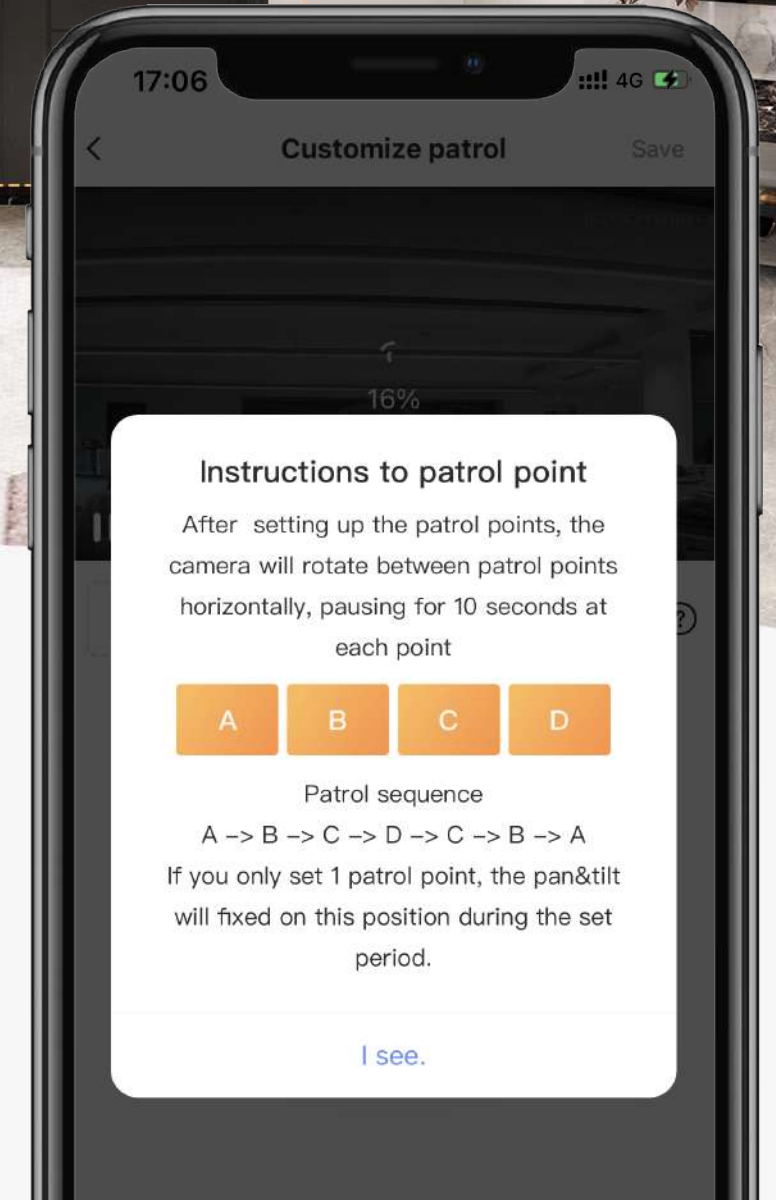 17:06
4G
Customize patrol
Save
16%
Instructions to patrol point
After setting up the patrol points, the
camera will rotate between patrol points
horizontally, pausing for 10 seconds at
each point
?
A B C D
Patrol sequence
A –> B –> C –> D –> C –> B –> A
If you only set 1 patrol point, the pan&tilt
will fixed on this position during the set
period.
I see.